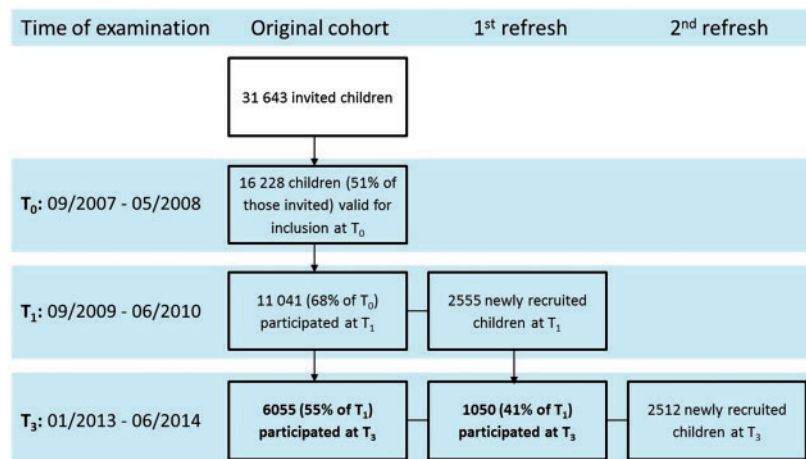 Time of examination
Original cohort
1st refresh
2nd refresh
31 643 invited children
T0: 09/2007 - 05/2008
16 228 children (51% of
those invited) valid for
inclusion at T0
T1: 09/2009 - 06/2010
11 041 (68% of T0)
participated at T1
2555 newly recruited
children at T1
T3: 01/2013 - 06/2014
6055 (55% of T1)
participated at T3
1050 (41% of T1)
participated at T3
2512 newly recruited
children at T3